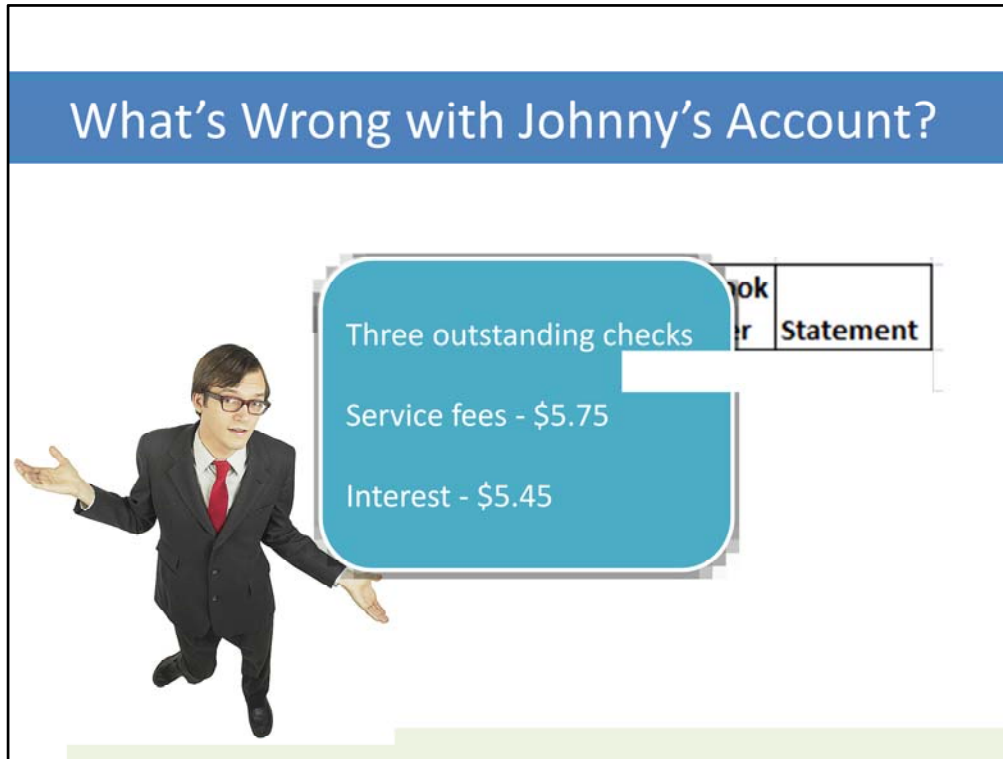 What's Wrong with Johnny's Account?
Three outstanding checks
Service fees - $5.75
Interest - $5.45
Statement